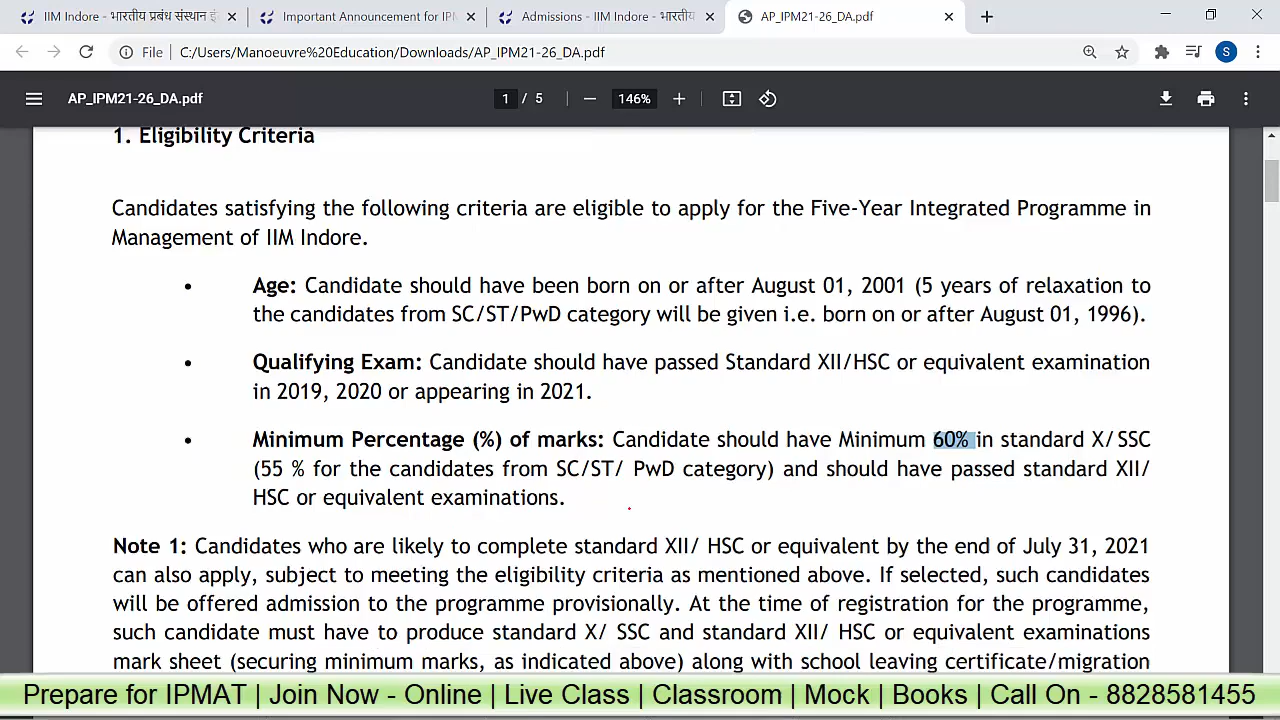 IIM Indore - भारतीय प्रबंध संस्थान इं
Important Announcement for IPM
Admissions - IIM Indore - भारतीय
AP_IPM21-26_DA.pdf
File | C:/Users/Manoeuvre%20Education/Downloads/AP_IPM21-26_DA.pdf
S
AP_IPM21-26_DA.pdf
1 / 5
146%
1. Eligibility Criteria
Candidates satisfying the following criteria are eligible to apply for the Five-Year Integrated Programme in
Management of IIM Indore.
• Age: Candidate should have been born on or after August 01, 2001 (5 years of relaxation to
the candidates from SC/ST/PwD category will be given i.e. born on or after August 01, 1996).
• Qualifying Exam: Candidate should have passed Standard XII/HSC or equivalent examination
in 2019, 2020 or appearing in 2021.
• Minimum Percentage (%) of marks: Candidate should have Minimum 60% in standard X/SSC
(55 % for the candidates from SC/ST/ PwD category) and should have passed standard XII/
HSC or equivalent examinations.
Note 1: Candidates who are likely to complete standard XII/ HSC or equivalent by the end of July 31, 2021
can also apply, subject to meeting the eligibility criteria as mentioned above. If selected, such candidates
will be offered admission to the programme provisionally. At the time of registration for the programme,
such candidate must have to produce standard X/ SSC and standard XII/ HSC or equivalent examinations
mark sheet (securing minimum marks, as indicated above) along with school leaving certificate/migration
Prepare for IPMAT | Join Now - Online | Live Class | Classroom | Mock | Books | Call On - 8828581455